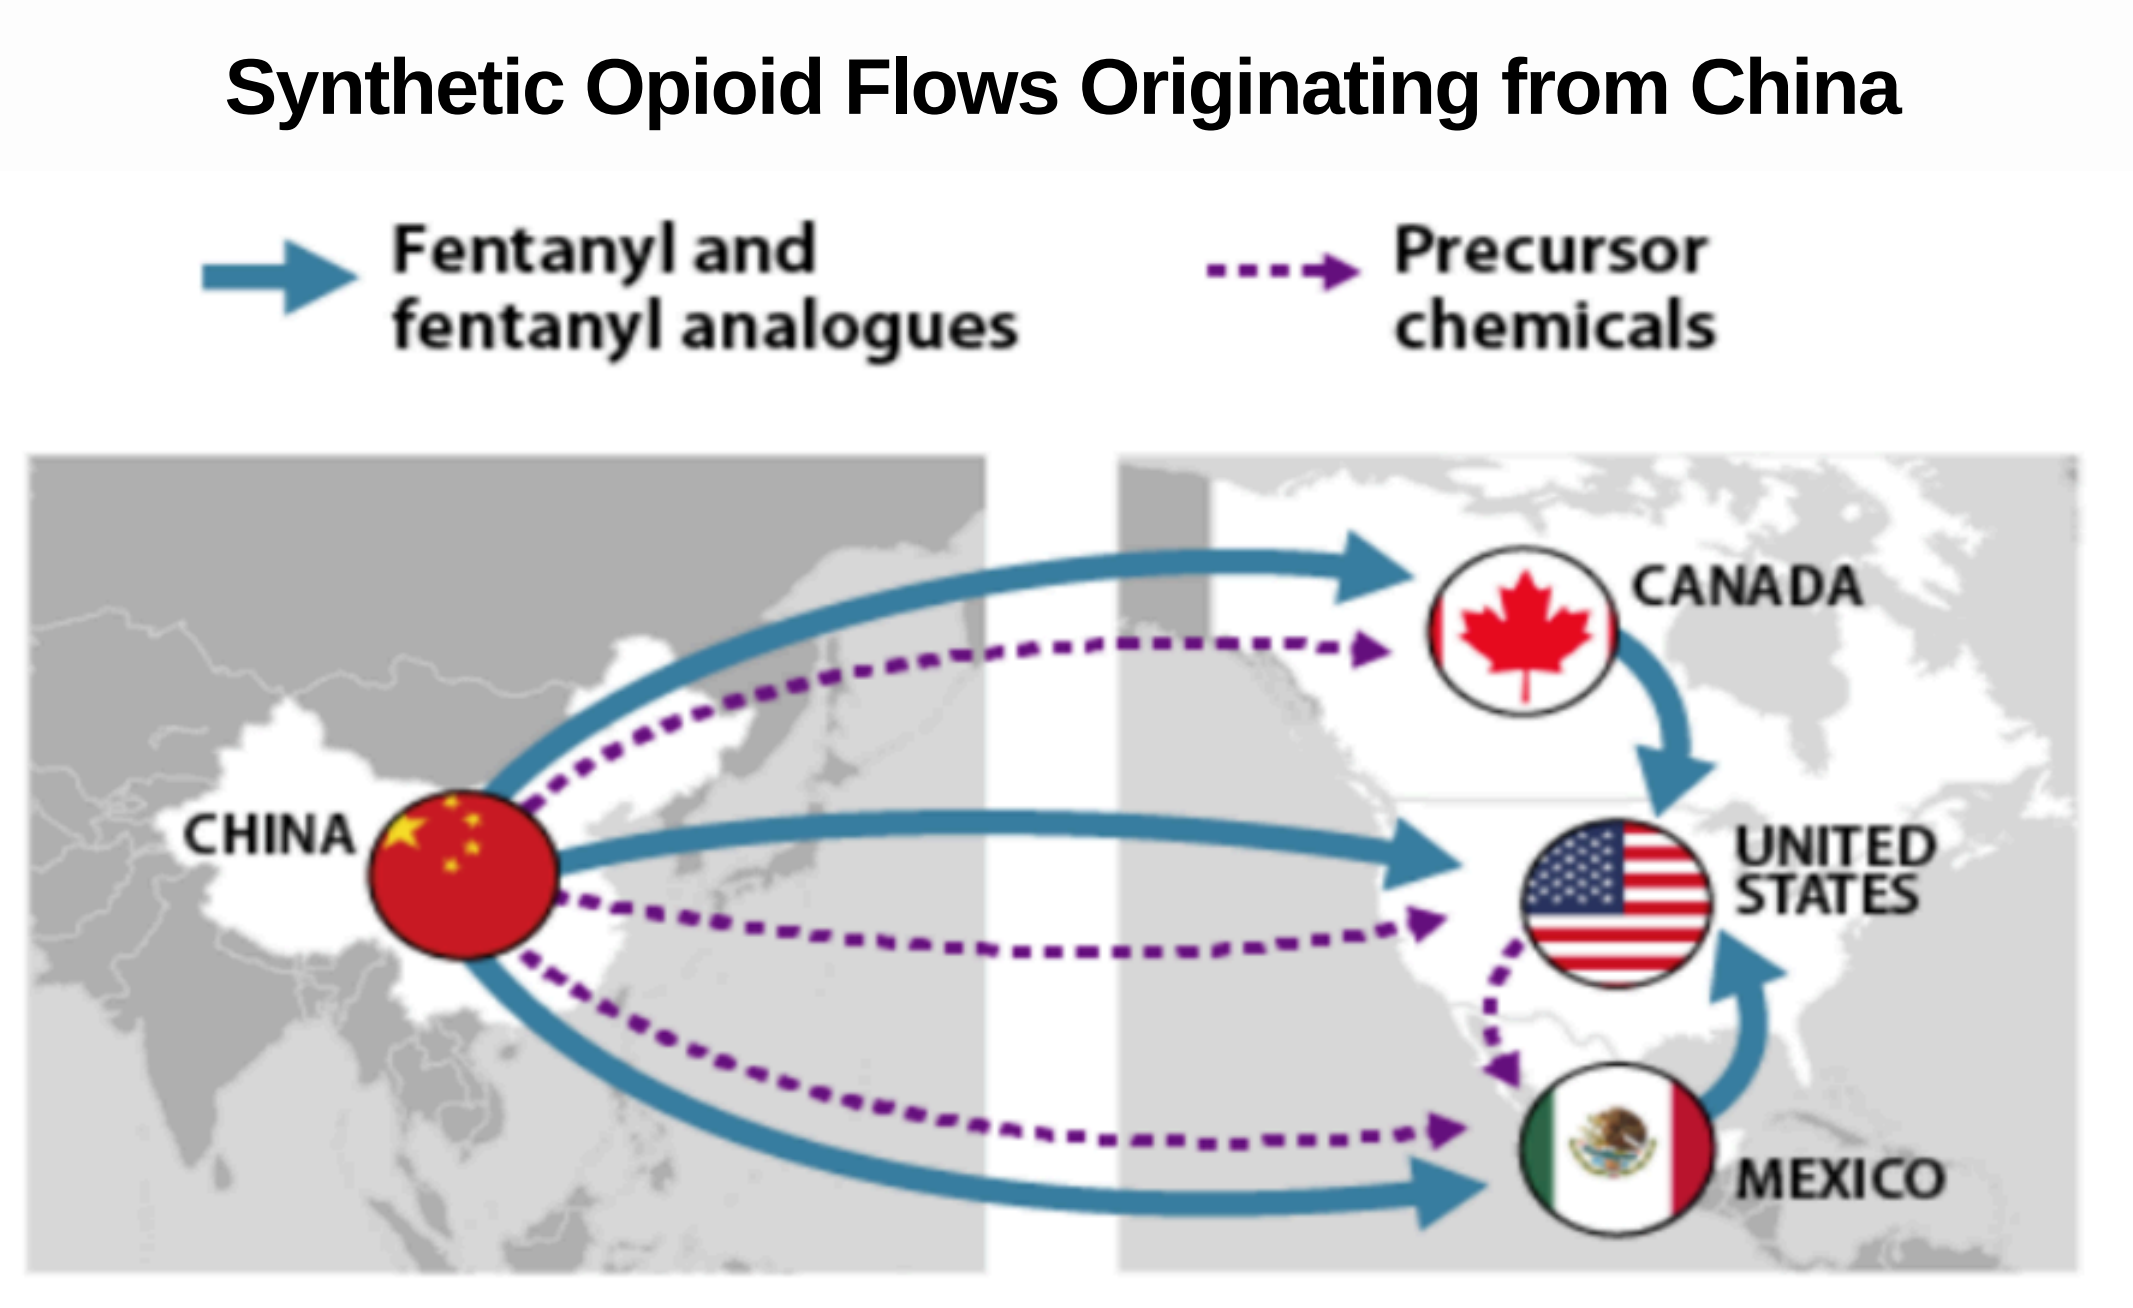 Synthetic Opioid Flows Originating from China
Fentanyl and
fentanyl analogues
Precursor
chemicals
CANADA
CHINA
UNITED
STATES
MEXICO